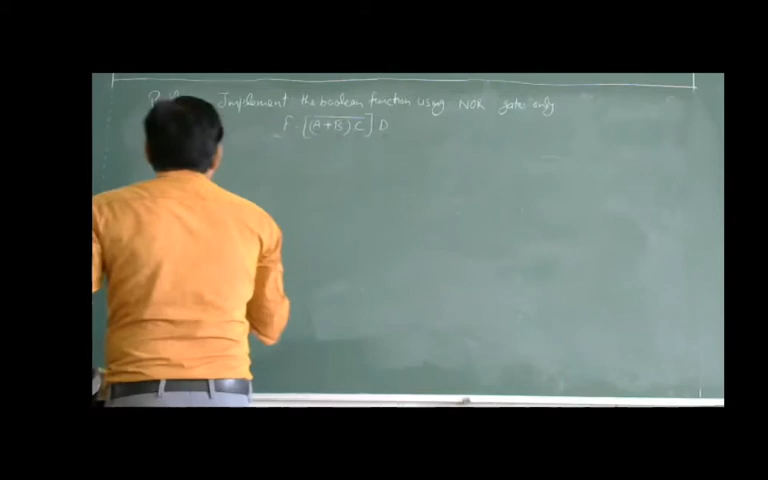 Implement the boolean function using NOR gates only
F = [(A+B) C] D